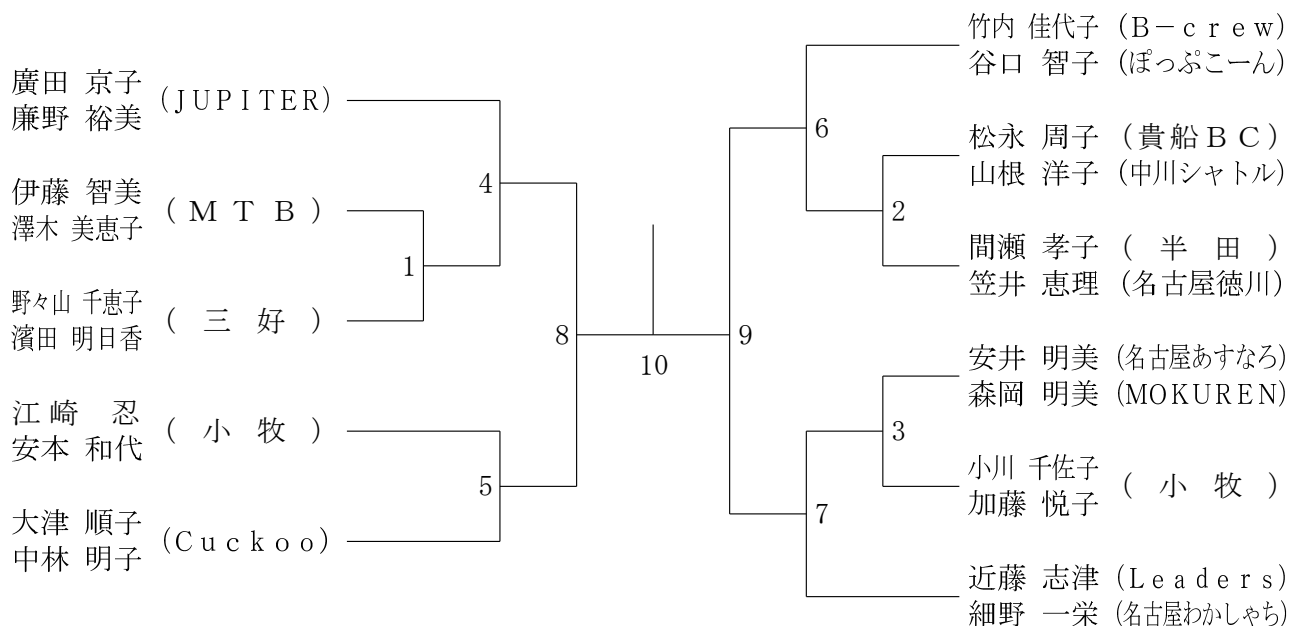 廣田 京子
廉野 裕美
(JUPITER)
伊藤 智美
澤木 美恵子
(ＭＴＢ)
野々山 千恵子
濱田 明日香
(三好)
江崎 忍
安本 和代
(小牧)
大津 順子
中林 明子
(Cuckoo)
1
4
5
8
10
9
6
2
3
7
竹内 佳代子 (B－crew)
谷口 智子 (ぽっぷこーん)
松永 周子 (貴船ＢＣ)
山根 洋子 (中川シャトル)
間瀬 孝子 (半田)
笠井 恵理 (名古屋徳川)
安井 明美 (名古屋あすなろ)
森岡 明美 (MOKUREN)
小川 千佐子
加藤 悦子
(小牧)
近藤 志津 (Leaders)
細野 一栄 (名古屋わかしゃち)